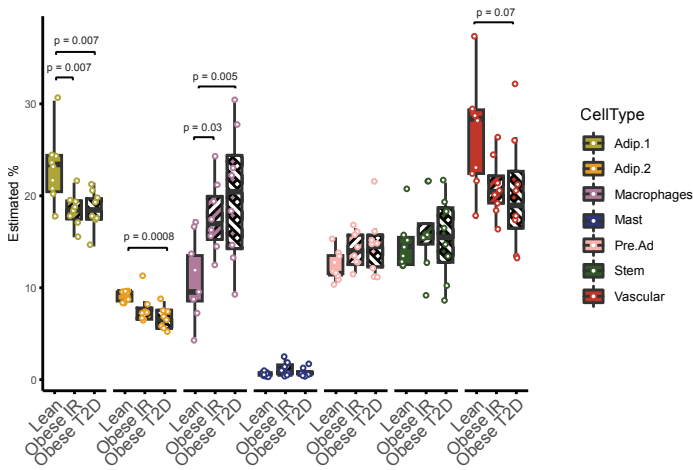 p = 0.007
p = 0.007
p = 0.0008
p = 0.005
p = 0.03
p = 0.07
Estimated %
30
20
10
0
Lean
Obese IR
Obese T2D
Lean
Obese IR
Obese T2D
Lean
Obese IR
Obese T2D
Lean
Obese IR
Obese T2D
Lean
Obese IR
Obese T2D
Lean
Obese IR
Obese T2D
Lean
Obese IR
Obese T2D
CellType
Adip.1
Adip.2
Macrophages
Mast
Pre.Ad
Stem
Vascular